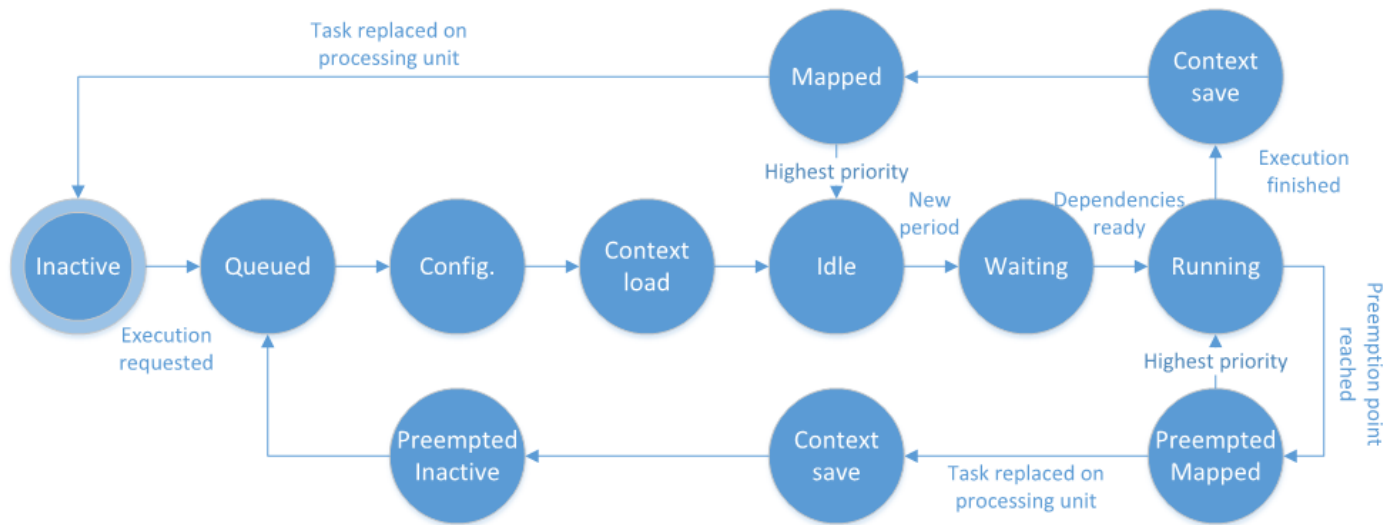 Task replaced on
processing unit
Mapped
Context
save
Highest priority
Execution
finished
New
period
Dependencies
ready
Inactive
Queued
Config.
Context
load
Idle
Waiting
Running
Execution
requested
Preemption point
reached
Highest priority
Preempted
Inactive
Context
save
Task replaced on
processing unit
Preempted
Mapped